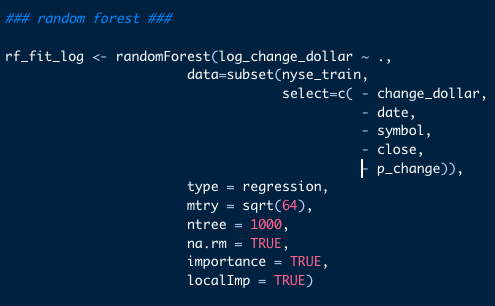 ### random forest ###
rf_fit_log <- randomForest(log_change_dollar ~ .,
data=subset(nyse_train,
select=c( - change_dollar,
- date,
- symbol,
- close,
- p_change)),
type = regression,
mtry = sqrt(64),
ntree = 1000,
na.rm = TRUE,
importance = TRUE,
localImp = TRUE)